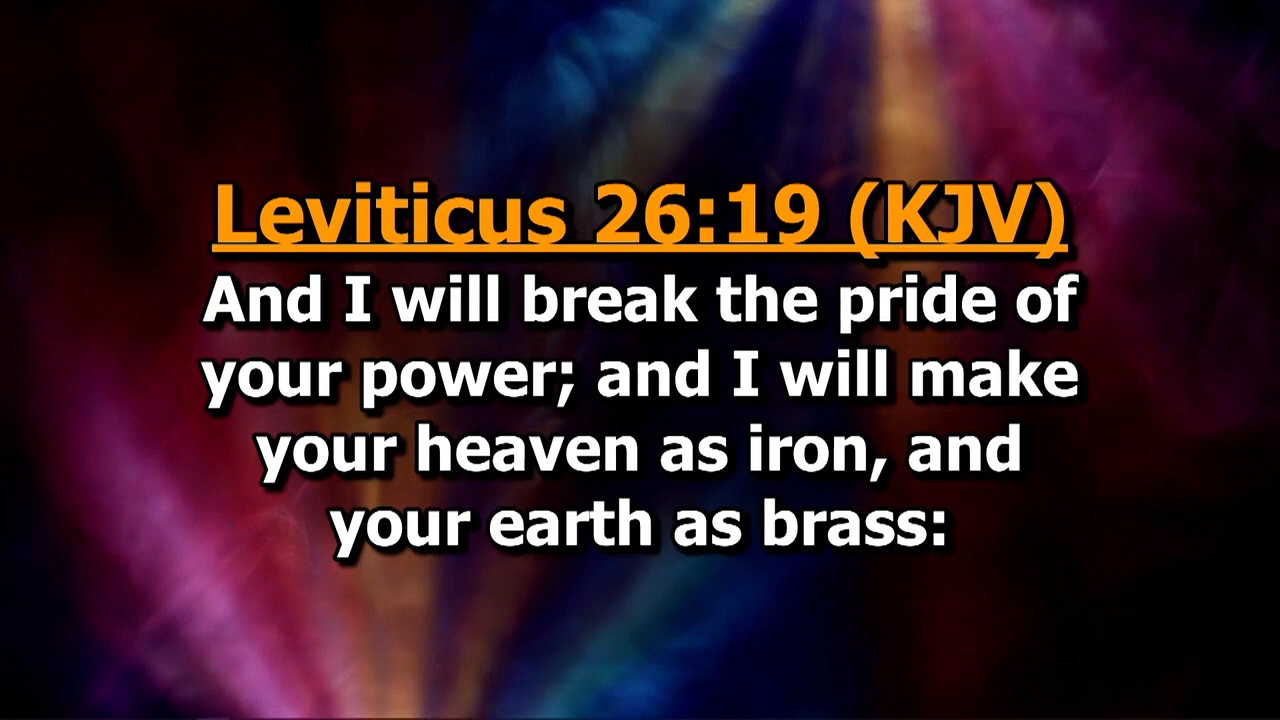 Leviticus 26:19 (KJV)
And I will break the pride of
your power; and I will make
your heaven as iron, and
your earth as brass: